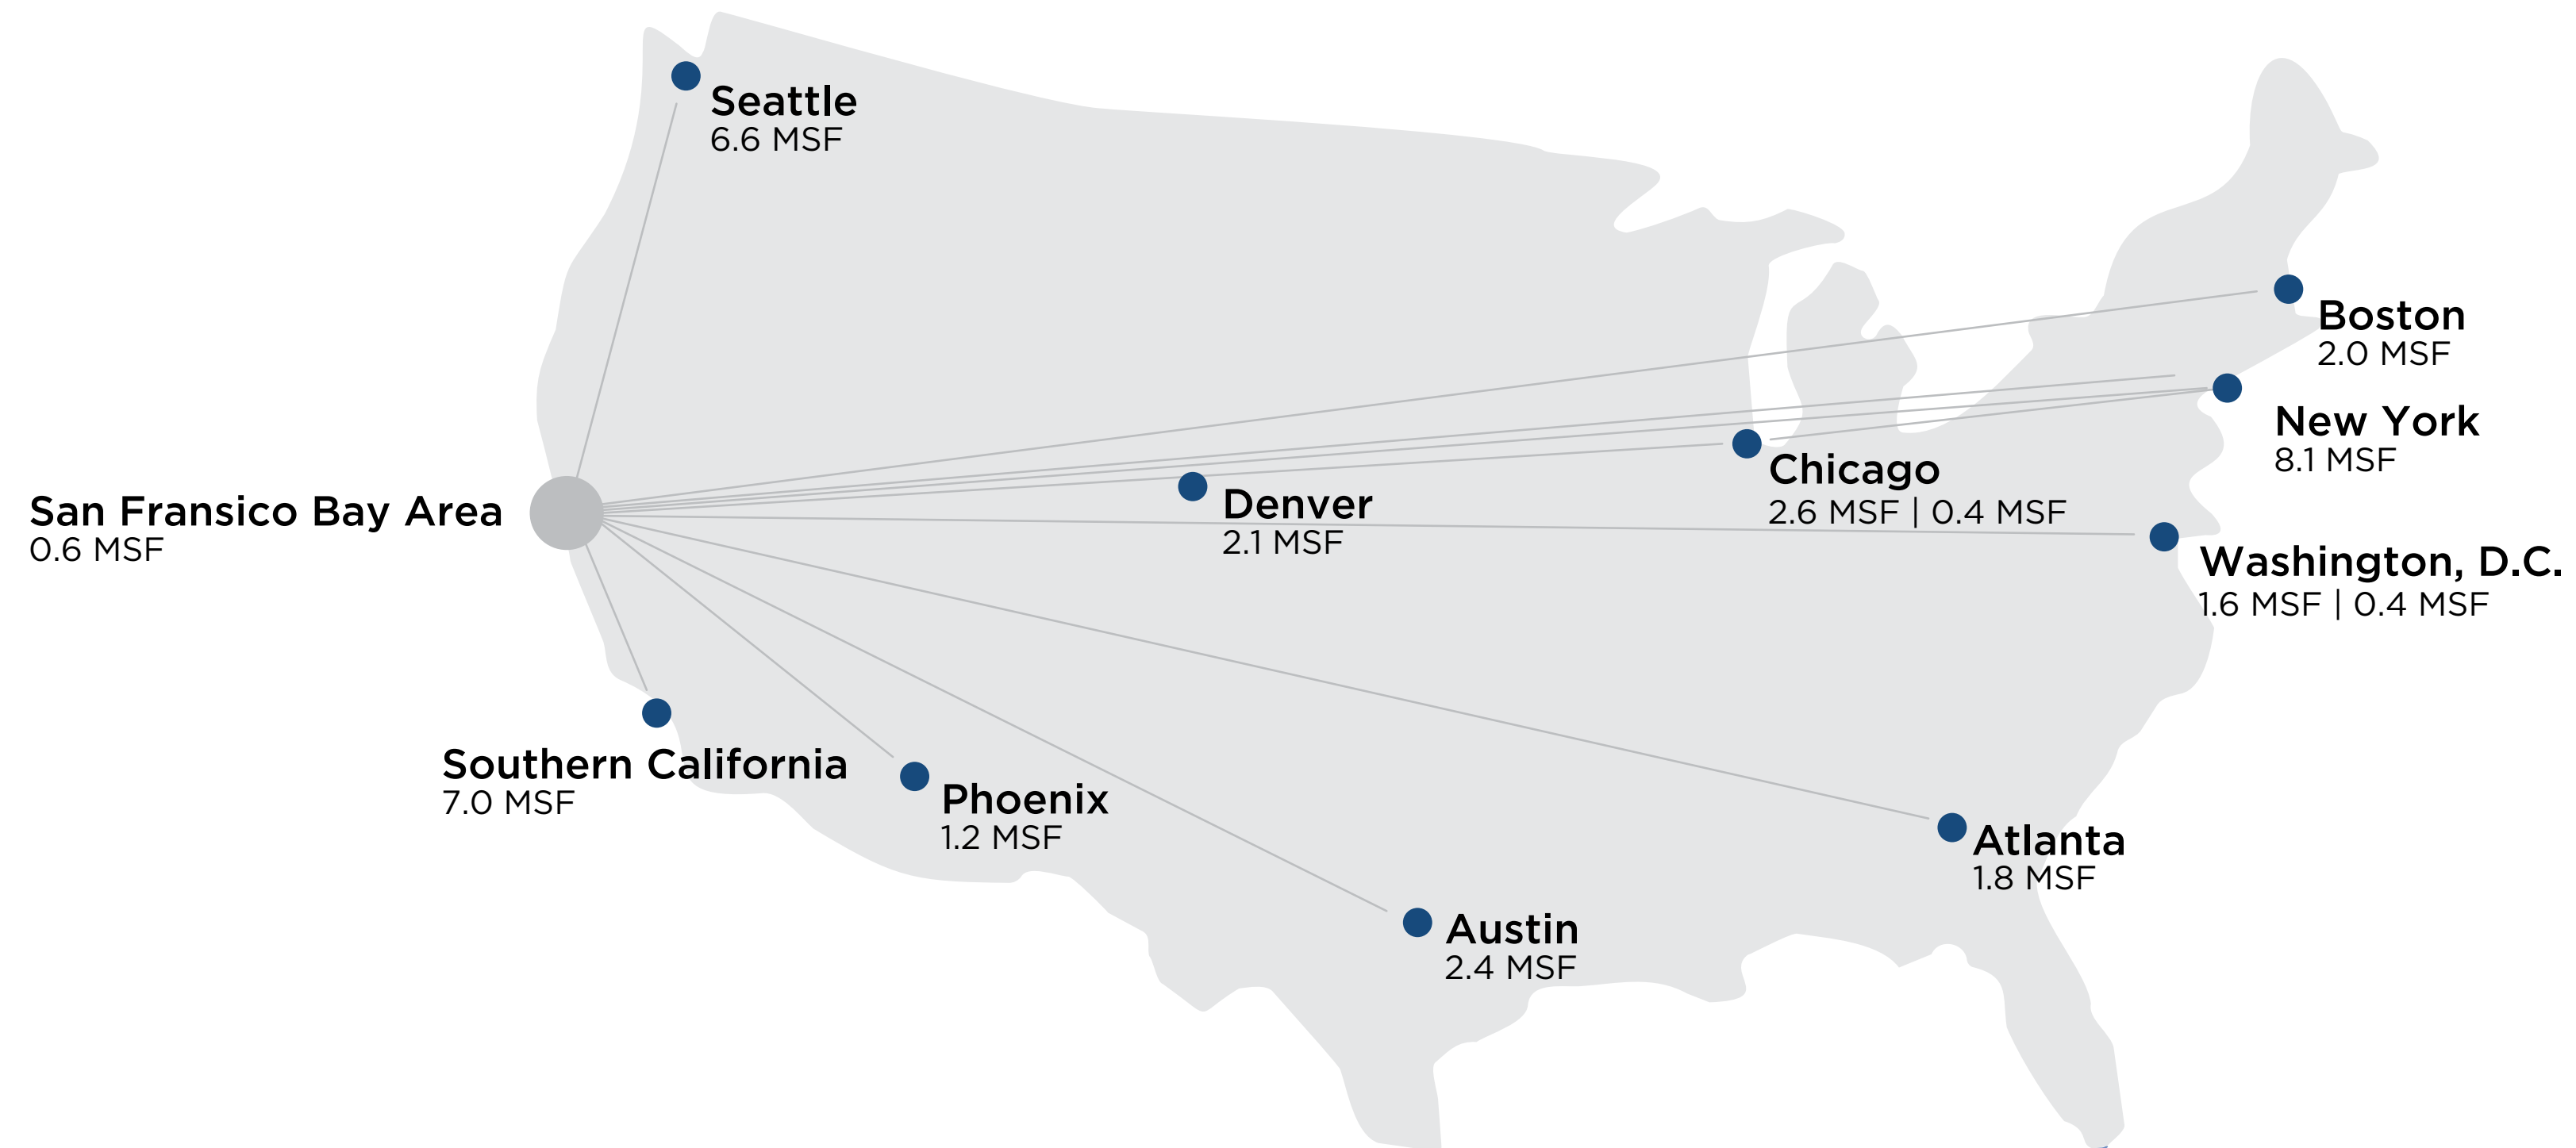 Seattle
6.6 MSF
Boston
2.0 MSF
New York
8.1 MSF
Chicago
2.6 MSF | 0.4 MSF
Denver
2.1 MSF
San Fransico Bay Area
0.6 MSF
Washington, D.C.
1.6 MSF | 0.4 MSF
Southern California
7.0 MSF
Phoenix
1.2 MSF
Atlanta
1.8 MSF
Austin
2.4 MSF